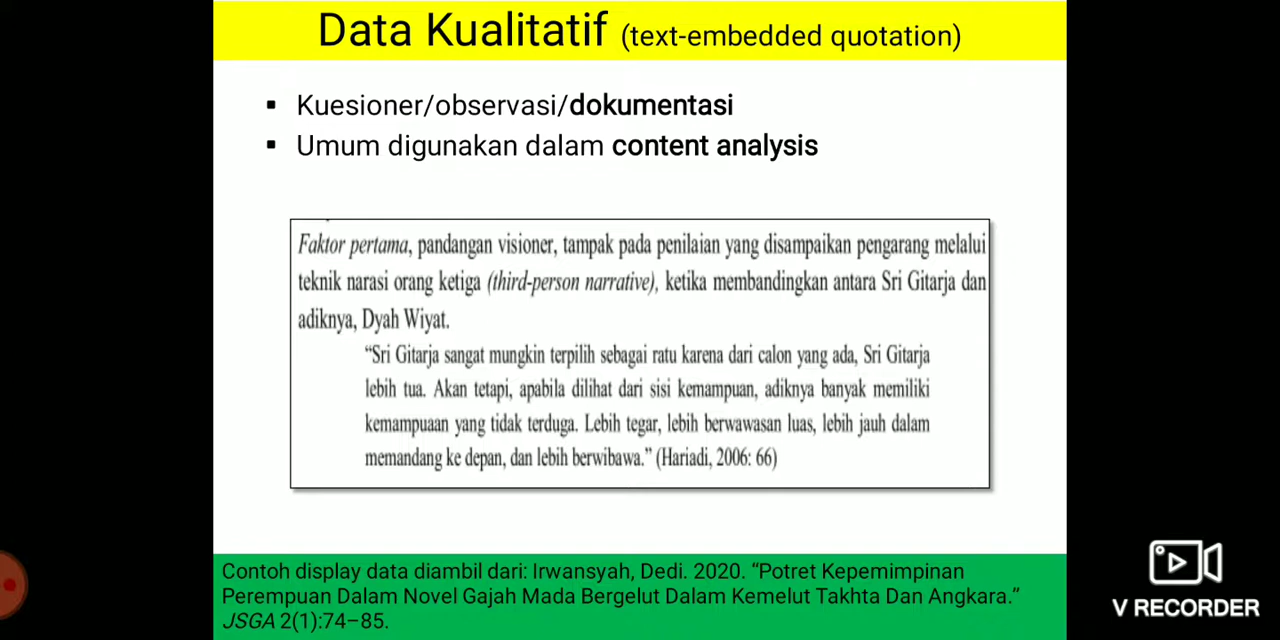 Data Kualitatif (text-embedded quotation)
▪ Kuesioner/observasi/dokumentasi
▪ Umum digunakan dalam content analysis
Faktor pertama, pandangan visioner, tampak pada penilaian yang disampaikan pengarang melalui
teknik narasi orang ketiga (third-person narrative), ketika membandingkan antara Sri Gitarja dan
adiknya, Dyah Wiyat.
“Sri Gitarja sangat mungkin terpilih sebagai ratu karena dari calon yang ada, Sri Gitarja
lebih tua. Akan tetapi, apabila dilihat dari sisi kemampuan, adiknya banyak memiliki
kemampuaan yang tidak terduga. Lebih tegar, lebih berwawasan luas, lebih jauh dalam
memandang ke depan, dan lebih berwibawa.” (Hariadi, 2006: 66)
Contoh display data diambil dari: Irwansyah, Dedi. 2020. “Potret Kepemimpinan
Perempuan Dalam Novel Gajah Mada Bergelut Dalam Kemelut Takhta Dan Angkara.”
JSGA 2(1):74–85.
V RECORDER